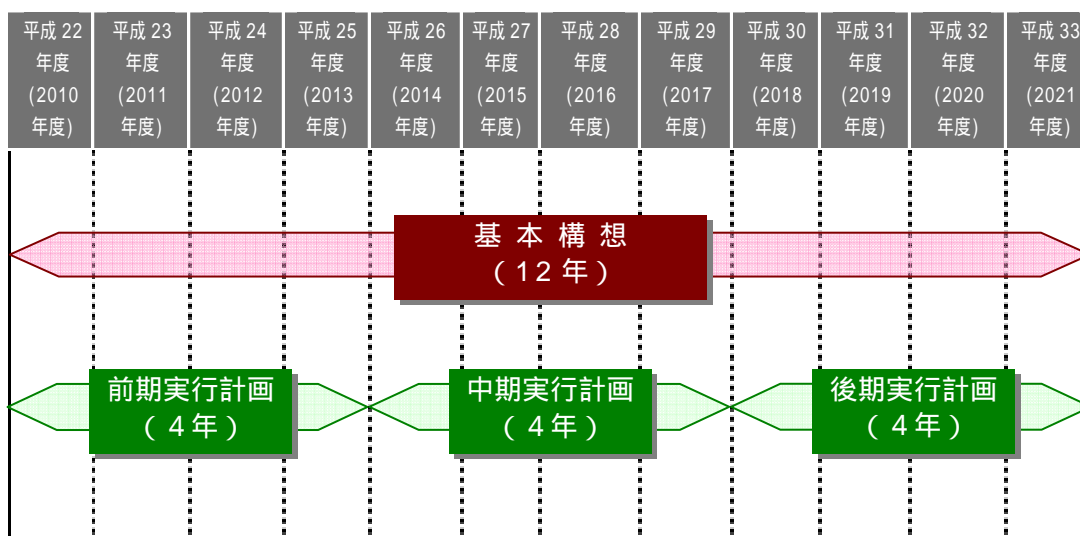 平成 22
年度
(2010
年度)
平成 23
年度
(2011
年度)
平成 24
年度
(2012
年度)
平成 25
年度
(2013
年度)
平成 26
年度
(2014
年度)
平成 27
年度
(2015
年度)
平成 28
年度
(2016
年度)
平成 29
年度
(2017
年度)
平成 30
年度
(2018
年度)
平成 31
年度
(2019
年度)
平成 32
年度
(2020
年度)
平成 33
年度
(2021
年度)
基 本 構 想
（12 年）
前期実行計画
（４年）
中期実行計画
（４年）
後期実行計画
（４年）